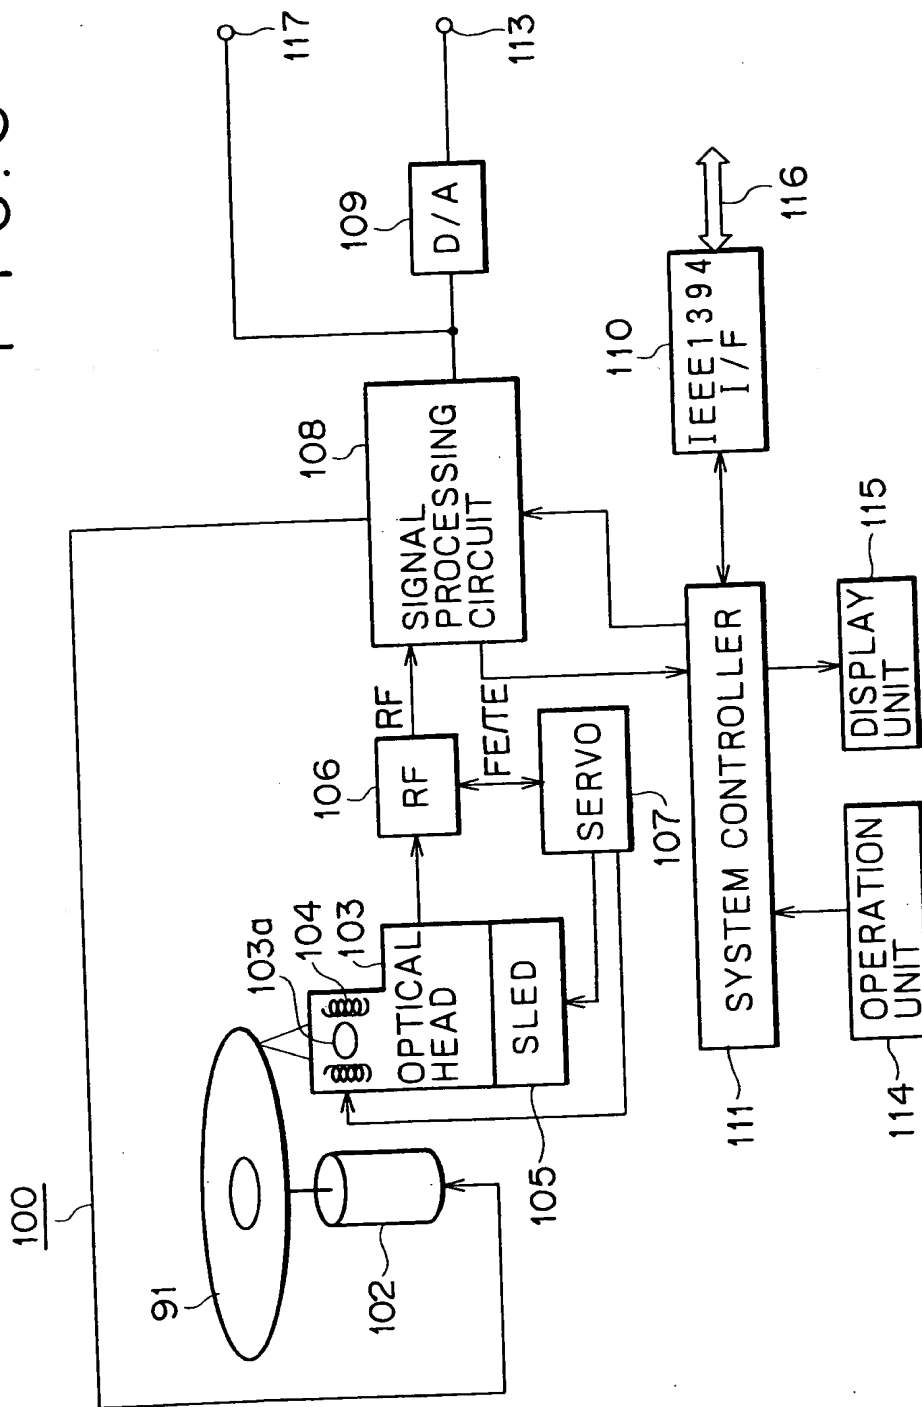 100
91
102
103a
104
103
OPTICAL
HEAD
SLED
105
106
RF
RF
FE/TE
SERVO
107
108
SIGNAL
PROCESSING
CIRCUIT
109
D/A
117
113
110
IEEE1394
I/F
116
SYSTEM CONTROLLER
111
OPERATION
UNIT
114
DISPLAY
UNIT
115